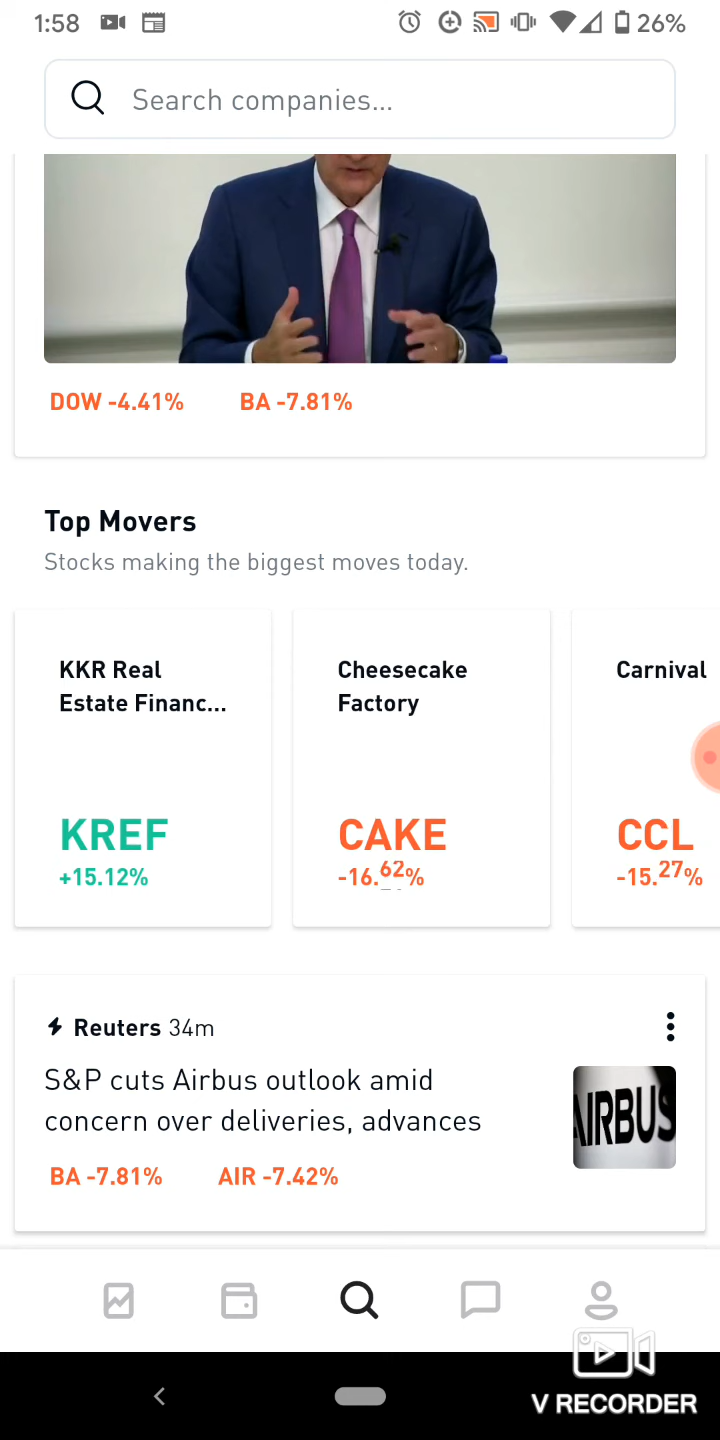 1:58
26%
Search companies...
DOW -4.41%
BA -7.81%
Top Movers
Stocks making the biggest moves today.
KKR Real
Estate Financ...
KREF
+15.12%
Cheesecake
Factory
CAKE
-16.62%
Carnival
CCL
-15.27%
Reuters 34m
S&P cuts Airbus outlook amid
concern over deliveries, advances
AIRBUS
BA -7.81%
AIR -7.42%
V RECORDER